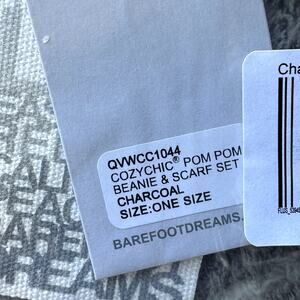 Cha
QVWCC1044
COZYCHIC® POM POM
BEANIE & SCARF SET
CHARCOAL
SIZE:ONE SIZE
BAREFOOTDREAMS.